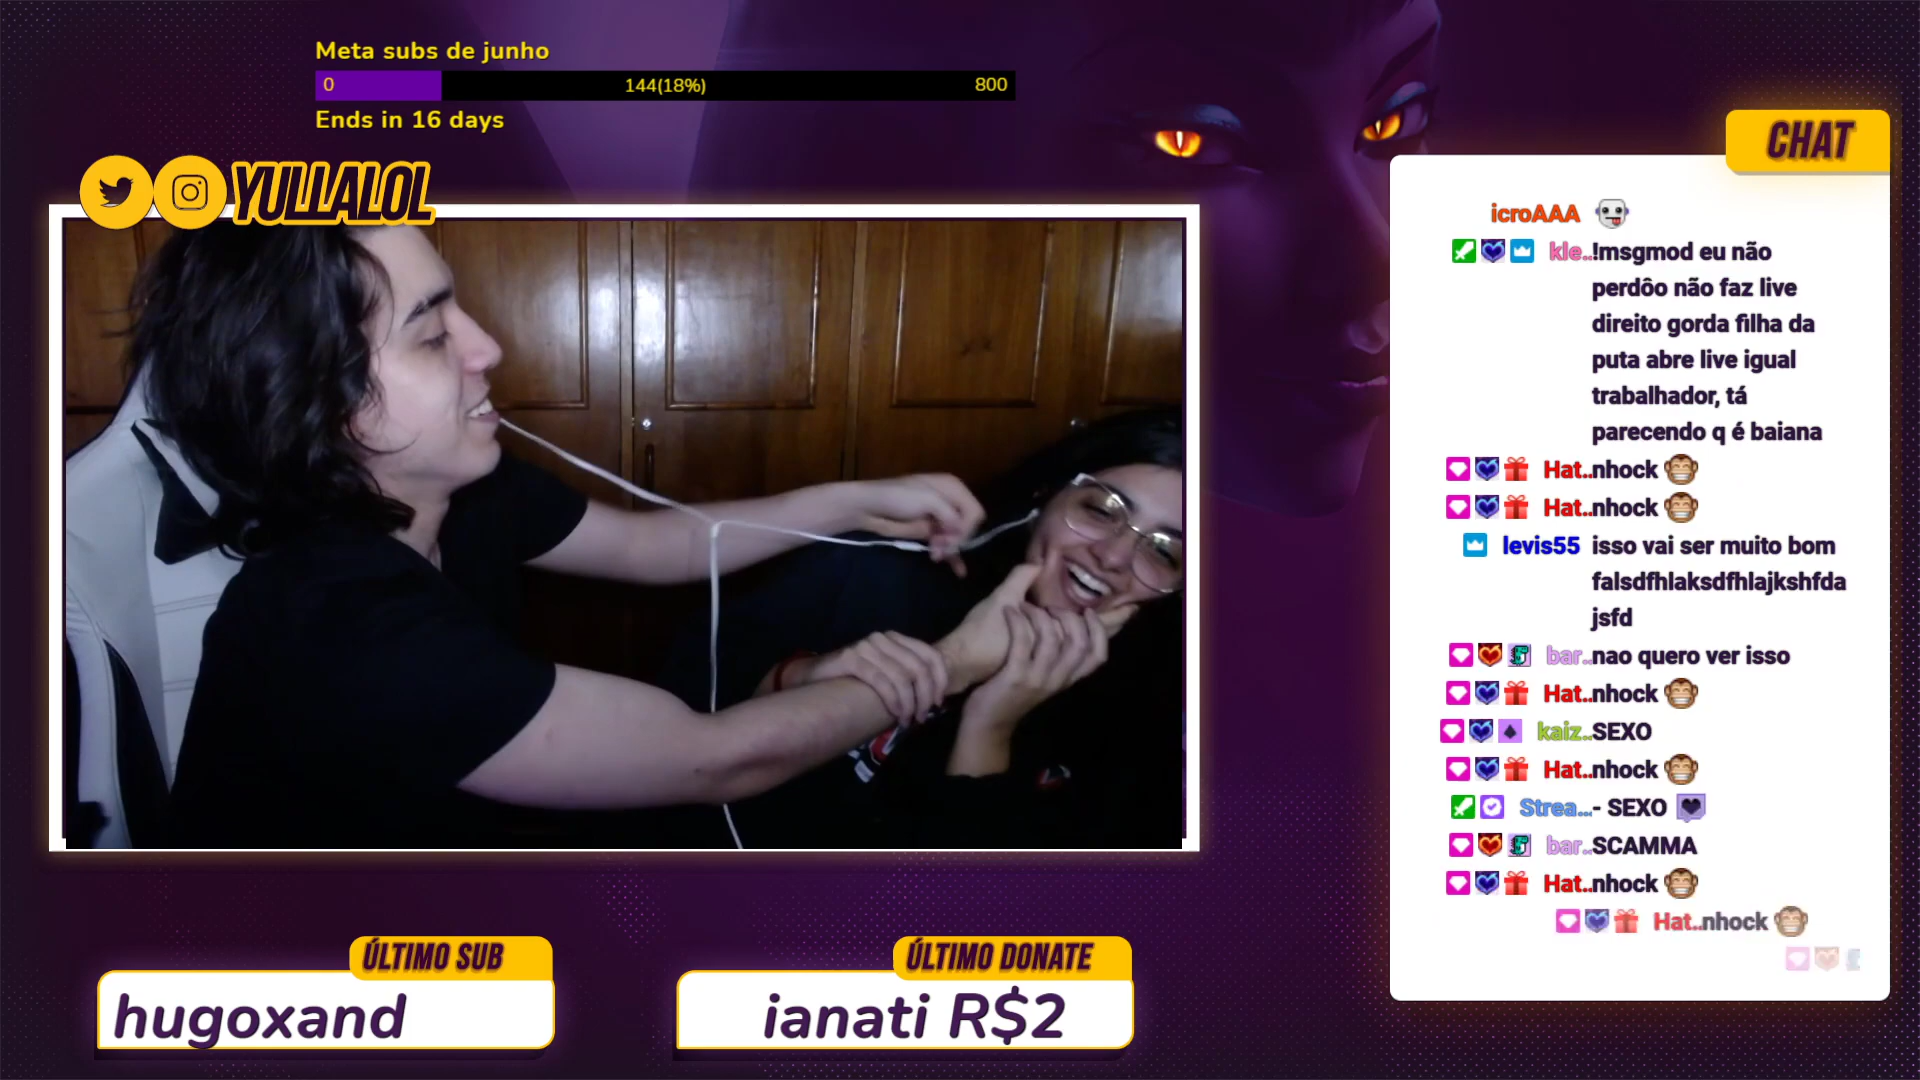 Meta subs de junho
0 144(18%) 800
Ends in 16 days
YULLALOL
CHAT
icroAAA
kle..!msgmod eu não
perdôo não faz live
direito gorda filha da
puta abre live igual
trabalhador, tá
parecendo q é baiana
Hat..nhock
Hat..nhock
levis55 isso vai ser muito bom
falsdfhlaksdfhlajkshfda
jsfd
bar..nao quero ver isso
Hat..nhock
kaiz..SEXO
Hat..nhock
Strea...- SEXO
bar..SCAMMA
Hat..nhock
Hat..nhock
ÚLTIMO SUB
hugoxand
ÚLTIMO DONATE
ianati R$2